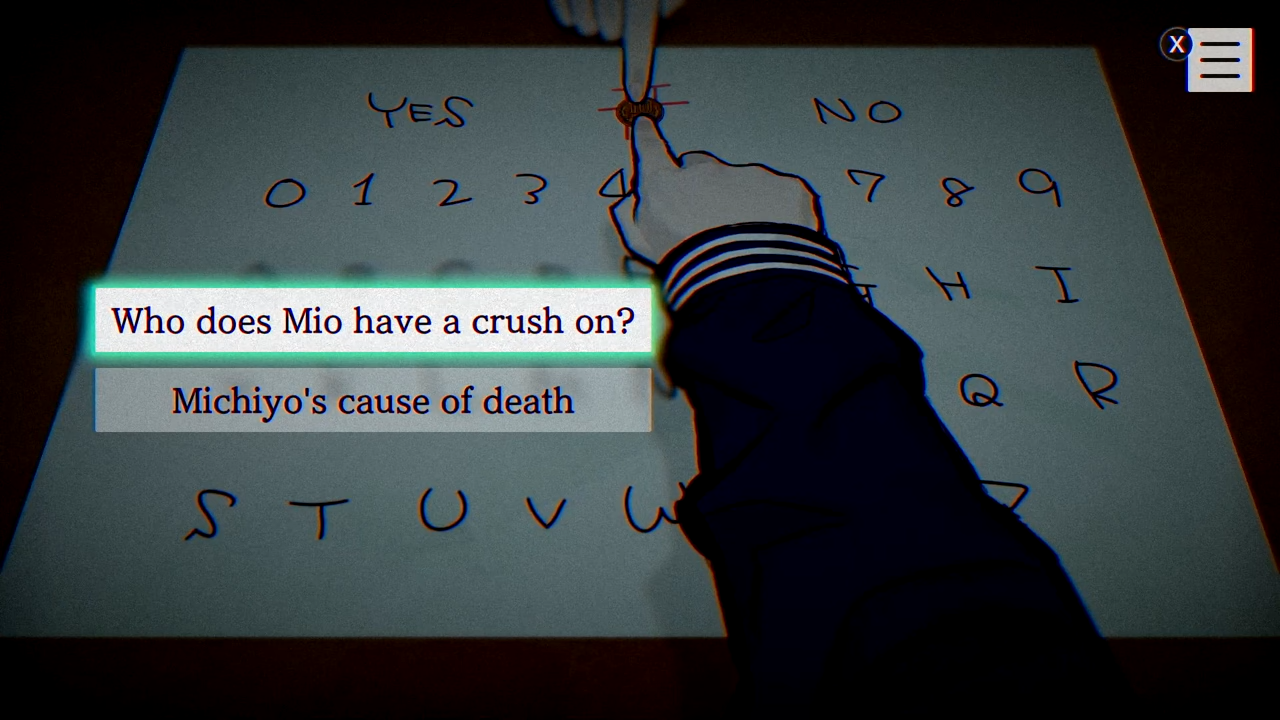 X
YES NO
0 1 2 3 4 7 8 9
H I
Who does Mio have a crush on?
Q R
Michiyo's cause of death
S T U V W